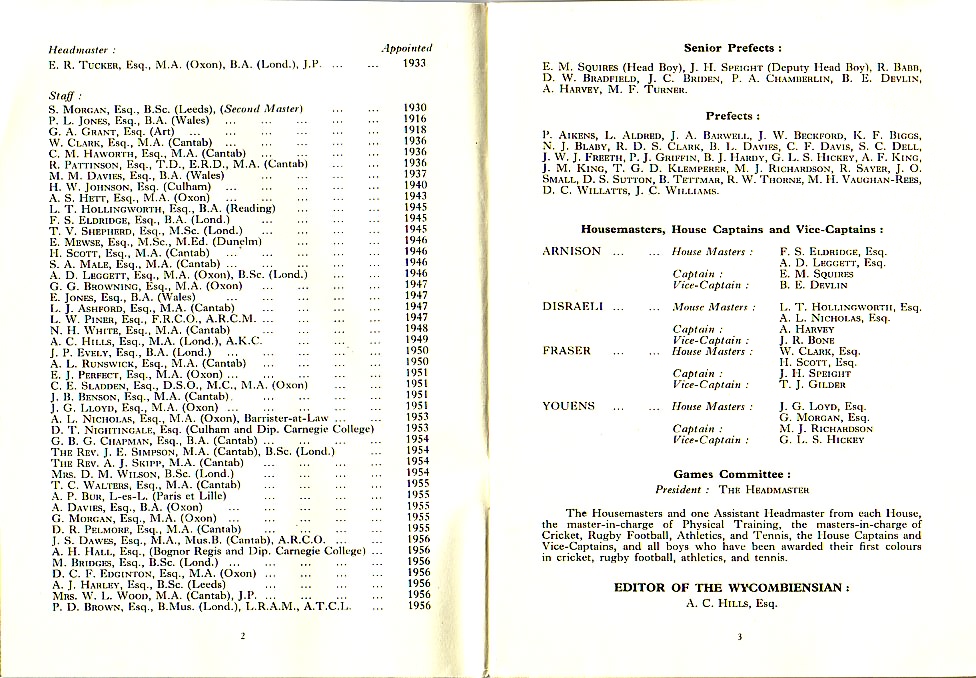 Headmaster : Appointed
E. R. TUCKER, Esq., M.A. (Oxon), B.A. (Lond.), J.P. ... ... 1933
Staff :
S. MORGAN, Esq., B.Sc. (Leeds), (Second Master) ... ... 1930
P. L. JONES, Esq., B.A. (Wales) ... ... ... ... ... 1916
G. A. GRANT, Esq. (Art) ... ... ... ... ... ... 1918
W. CLARK, Esq., M.A. (Cantab) ... ... ... ... ... 1936
C. M. HAWORTH, Esq., M.A. (Cantab) ... ... ... ... 1936
R. PATTINSON, Esq., T.D., E.R.D., M.A. (Cantab) ... ... 1936
M. M. DAVIES, Esq., B.A. (Wales) ... ... ... ... 1937
H. W. JOHNSON, Esq. (Culham) ... ... ... ... ... 1940
A. S. HETT, Esq., M.A. (Oxon) ... ... ... ... ... 1943
L. T. HOLLINGWORTH, Esq., B.A. (Reading) ... ... ... 1945
F. S. ELDRIDGE, Esq., B.A. (Lond.) ... ... ... ... 1945
T. V. SHEPHERD, Esq., M.Sc. (Lond.) ... ... ... ... 1945
E. MEWSE, Esq., M.Sc., M.Ed. (Dunelm) ... ... ... 1946
H. SCOTT, Esq., M.A. (Cantab) ... ... ... ... 1946
S. A. MALE, Esq., M.A. (Cantab) ... ... ... ... ... 1946
A. D. LEGGETT, Esq., M.A. (Oxon), B.Sc. (Lond.) ... ... 1946
G. G. BROWNING, Esq., M.A. (Oxon) ... ... ... ... 1947
E. JONES, Esq., B.A. (Wales) ... ... ... ... ... 1947
L. J. ASHFORD, Esq., M.A. (Cantab) ... ... ... ... 1947
L. W. PINER, Esq., F.R.C.O., A.R.C.M. ... ... ... ... 1947
N. H. WHITE, Esq., M.A. (Cantab) ... ... ... ... 1948
A. C. HILLS, Esq., M.A. (Lond.), A.K.C. ... ... ... 1949
J. P. EVELY, Esq., B.A. (Lond.) ... ... ... ... ... 1950
A. L. RUNSWICK, Esq., M.A. (Cantab) ... ... ... ... 1950
E. J. PERFECT, Esq., M.A. (Oxon) ... ... ... ... ... 1951
C. E. SLADDEN, Esq., D.S.O., M.C., M.A. (Oxon) ... ... 1951
J. B. BENSON, Esq., M.A. (Cantab). ... ... ... ... 1951
J. G. LLOYD, Esq., M.A. (Oxon) ... ... ... ... ... 1951
A. L. NICHOLAS, Esq., M.A. (Oxon), Barrister-at-Law ... ... 1953
D. T. NIGHTINGALE, Esq. (Culham and Dip. Carnegie College) 1953
G. B. G. CHAPMAN, Esq., B.A. (Cantab) ... ... ... ... 1954
THE REV. J. E. SIMPSON, M.A. (Cantab), B.Sc. (Lond.) ... 1954
THE REV. A. J. SKIPP, M.A. (Cantab) ... ... ... ... 1954
MRS. D. M. WILSON, B.Sc. (Lond.) ... ... ... ... 1954
T. C. WALTERS, Esq., M.A. (Cantab) ... ... ... ... 1955
A. P. BUR, L-es-L. (Paris et Lille) ... ... ... ... 1955
A. DAVIES, Esq., B.A. (Oxon) ... ... ... ... ... 1955
G. MORGAN, Esq., M.A. (Oxon) ... ... ... ... ... 1955
D. R. PELMORE, Esq., M.A. (Cantab) ... ... ... ... 1955
J. S. DAWES, Esq., M.A., Mus.B. (Cantab), A.R.C.O. ... ... 1956
A. H. HALL, Esq., (Bognor Regis and Dip. Carnegie College) ... 1956
M. BRIDGES, Esq., B.Sc. (Lond.) ... ... ... ... ... 1956
D. C. F. EDGINTON, Esq., M.A. (Oxon) ... ... ... ... 1956
A. J. HARLEY, Esq., B.Sc. (Leeds) ... ... ... ... 1956
MRS. W. L. WOOD, M.A. (Cantab), J.P. ... ... ... ... 1956
P. D. BROWN, Esq., B.Mus. (Lond.), L.R.A.M., A.T.C.L. ... 1956
2
Senior Prefects :
E. M. SQUIRES (Head Boy), J. H. SPEIGHT (Deputy Head Boy), R. BABB,
D. W. BRADFIELD, J. C. BRIDEN, P. A. CHAMBERLIN, B. E. DEVLIN,
A. HARVEY, M. F. TURNER.
Prefects :
P. AIKENS, L. ALDRED, J. A. BARWELL, J. W. BECKFORD, K. F. BIGGS,
N. J. BLABY, R. D. S. CLARK, B. L. DAVIES, C. F. DAVIS, S. C. DELL,
J. W. J. FREETH, P. J. GRIFFIN, B. J. HARDY, G. L. S. HICKEY, A. F. KING,
J. M. KING, T. G. D. KLEMPERER, M. J. RICHARDSON, R. SAYER, J. O.
SMALL, D. S. SUTTON, B. TETTMAR, R. W. THORNE, M. H. VAUGHAN-REES,
D. C. WILLATTS, J. C. WILLIAMS.
Housemasters, House Captains and Vice-Captains :
ARNISON ... ... House Masters : F. S. ELDRIDGE, Esq.
A. D. LEGGETT, Esq.
Captain : E. M. SQUIRES
Vice-Captain : B. E. DEVLIN
DISRAELI ... ... Mouse Masters : L. T. HOLLINGWORTH, Esq.
A. L. NICHOLAS, Esq.
Captain : A. HARVEY
Vice-Captain : J. R. BONE
FRASER ... ... House Masters : W. CLARK, Esq.
H. SCOTT, Esq.
Captain : J. H. SPEIGHT
Vice-Captain : T. J. GILDER
YOUENS ... ... House Masters : J. G. LOYD, Esq.
G. MORGAN, Esq.
Captain : M. J. RICHARDSON
Vice-Captain : G. L. S. HICKEY
Games Committee :
President : THE HEADMASTER
The Housemasters and one Assistant Headmaster from each House,
the master-in-charge of Physical Training, the masters-in-charge of
Cricket, Rugby Football, Athletics, and Tennis, the House Captains and
Vice-Captains, and all boys who have been awarded their first colours
in cricket, rugby football, athletics, and tennis.
EDITOR OF THE WYCOMBIENSIAN :
A. C. HILLS, Esq.
3